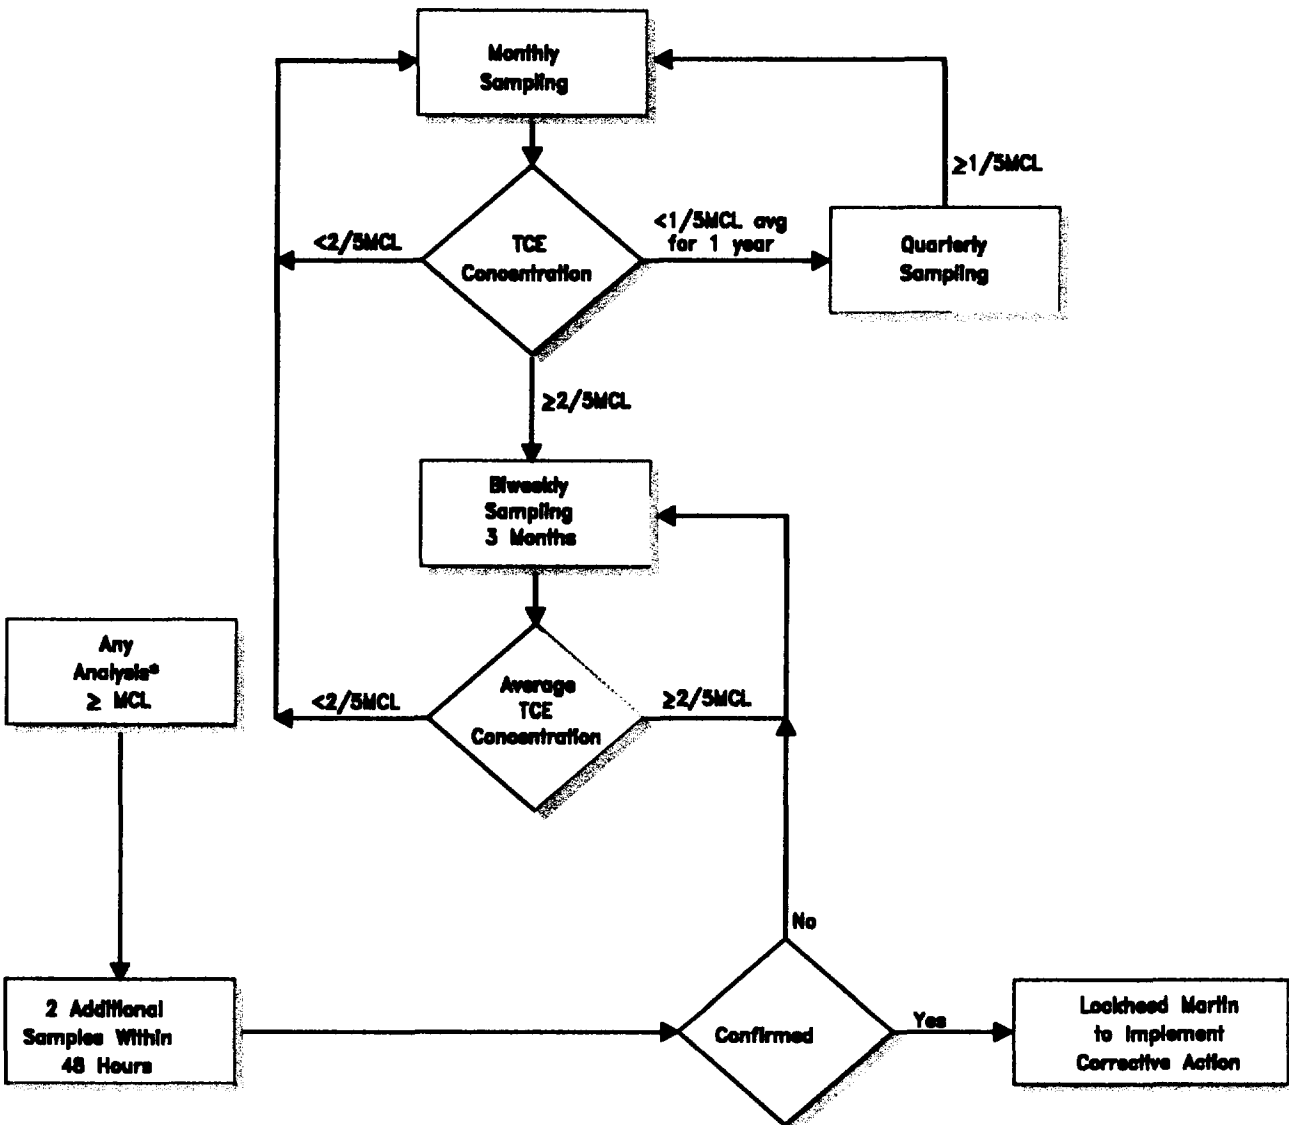 Monthly
Sampling
≥1/5MCL
<2/5MCL
TCE
Concentration
<1/5MCL avg
for 1 year
Quarterly
Sampling
≥2/5MCL
Biweekly
Sampling
3 Months
Any
Analysis*
≥ MCL
<2/5MCL
Average
TCE
Concentration
≥2/5MCL
No
2 Additional
Samples Within
48 Hours
Confirmed
Yes
Lockheed Martin
to Implement
Corrective Action